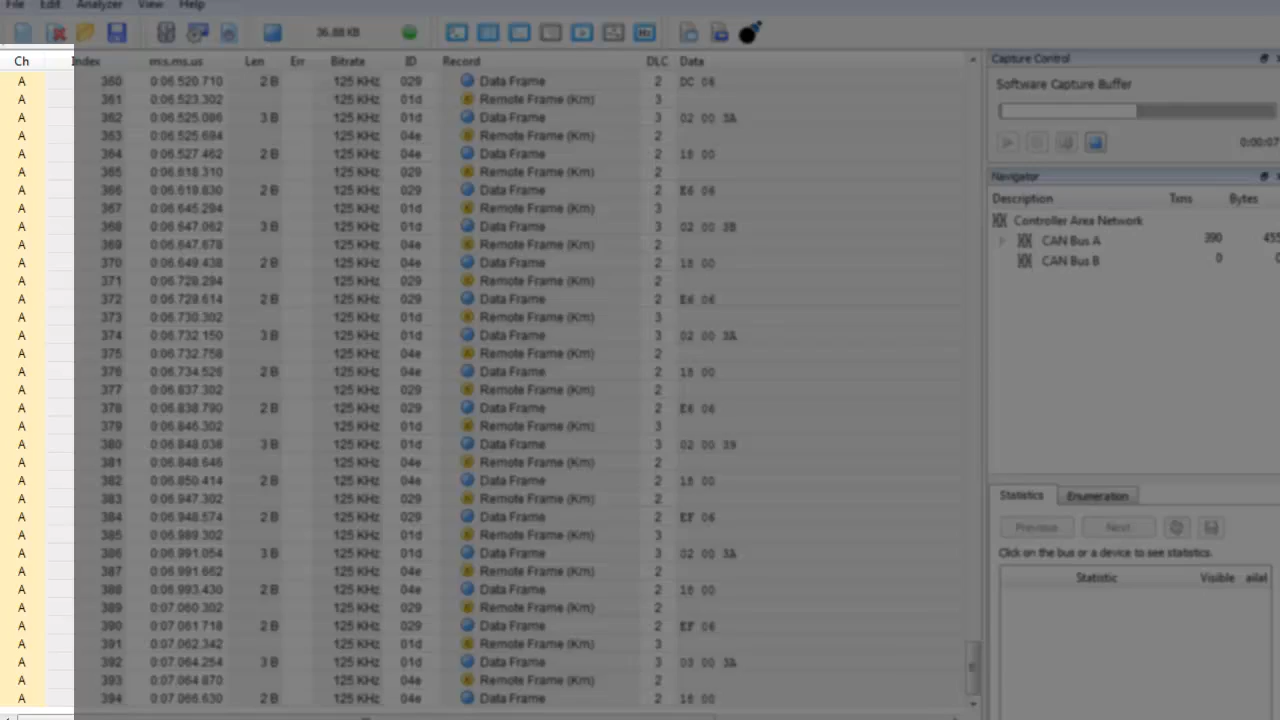 File Edit Analyzer View Help
36.88 KB
Ch Index m:s.ms.us Len Err Bitrate ID Record DLC Data
A 360 0:06.520.710 2 B 125 KHz 029 Data Frame 2 DC 06
A 361 0:06.523.302 125 KHz 01d Remote Frame (Km) 3
A 362 0:06.525.086 3 B 125 KHz 01d Data Frame 3 02 00 3A
A 363 0:06.525.694 125 KHz 04e Remote Frame (Km) 2
A 364 0:06.527.462 2 B 125 KHz 04e Data Frame 2 18 00
A 365 0:06.618.310 125 KHz 029 Remote Frame (Km) 2
A 366 0:06.619.830 2 B 125 KHz 029 Data Frame 2 E6 06
A 367 0:06.645.294 125 KHz 01d Remote Frame (Km) 3
A 368 0:06.647.062 3 B 125 KHz 01d Data Frame 3 02 00 3B
A 369 0:06.647.678 125 KHz 04e Remote Frame (Km) 2
A 370 0:06.649.438 2 B 125 KHz 04e Data Frame 2 18 00
A 371 0:06.728.294 125 KHz 029 Remote Frame (Km) 2
A 372 0:06.729.614 2 B 125 KHz 029 Data Frame 2 E6 06
A 373 0:06.730.302 125 KHz 01d Remote Frame (Km) 3
A 374 0:06.732.150 3 B 125 KHz 01d Data Frame 3 02 00 3A
A 375 0:06.732.758 125 KHz 04e Remote Frame (Km) 2
A 376 0:06.734.526 2 B 125 KHz 04e Data Frame 2 18 00
A 377 0:06.837.302 125 KHz 029 Remote Frame (Km) 2
A 378 0:06.838.790 2 B 125 KHz 029 Data Frame 2 E6 06
A 379 0:06.846.302 125 KHz 01d Remote Frame (Km) 3
A 380 0:06.848.038 3 B 125 KHz 01d Data Frame 3 02 00 39
A 381 0:06.848.646 125 KHz 04e Remote Frame (Km) 2
A 382 0:06.850.414 2 B 125 KHz 04e Data Frame 2 18 00
A 383 0:06.947.302 125 KHz 029 Remote Frame (Km) 2
A 384 0:06.948.574 2 B 125 KHz 029 Data Frame 2 EF 06
A 385 0:06.989.302 125 KHz 01d Remote Frame (Km) 3
A 386 0:06.991.054 3 B 125 KHz 01d Data Frame 3 02 00 3A
A 387 0:06.991.662 125 KHz 04e Remote Frame (Km) 2
A 388 0:06.993.430 2 B 125 KHz 04e Data Frame 2 18 00
A 389 0:07.060.302 125 KHz 029 Remote Frame (Km) 2
A 390 0:07.061.718 2 B 125 KHz 029 Data Frame 2 EF 06
A 391 0:07.062.342 125 KHz 01d Remote Frame (Km) 3
A 392 0:07.064.254 3 B 125 KHz 01d Data Frame 3 03 00 3A
A 393 0:07.064.870 125 KHz 04e Remote Frame (Km) 2
A 394 0:07.066.630 2 B 125 KHz 04e Data Frame 2 18 00
Capture Control
Software Capture Buffer
0:00:07
Navigator
Description Txns Bytes
Controller Area Network
CAN Bus A 390 455
CAN Bus B 0 0
Statistics Enumeration
Previous Next
Click on the bus or a device to see statistics.
Statistic Visible ailal